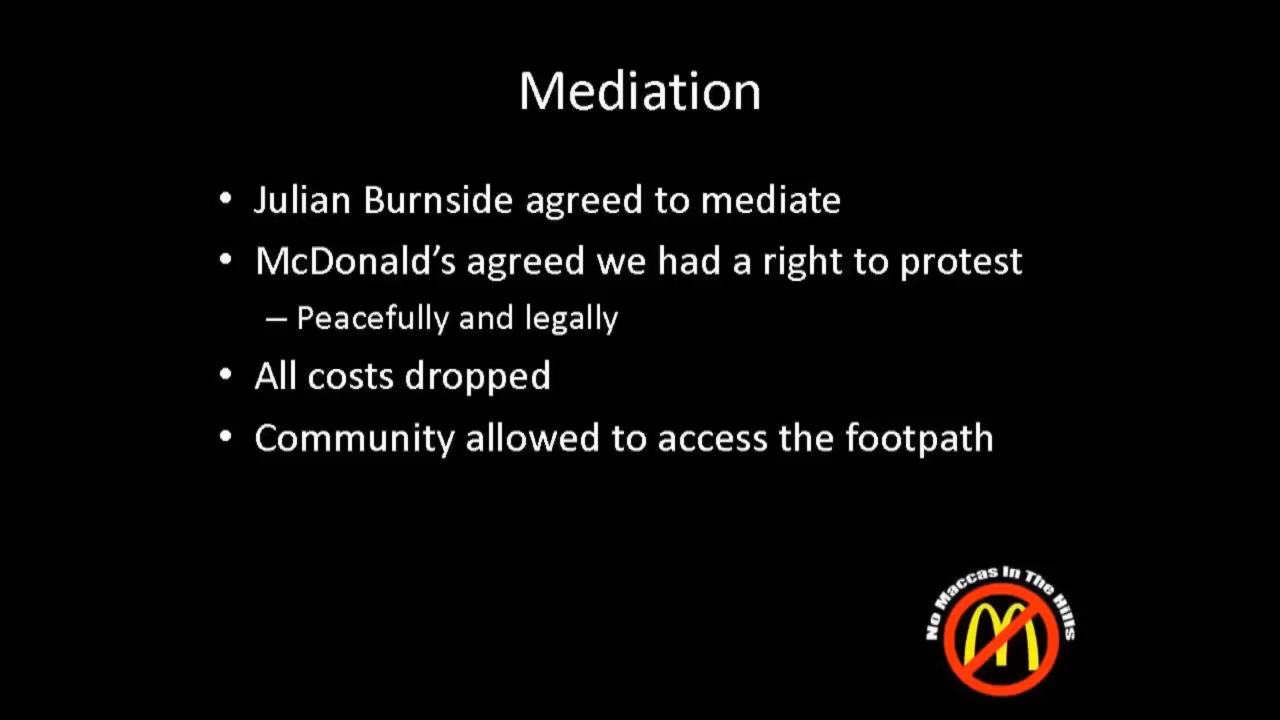 Mediation
• Julian Burnside agreed to mediate
• McDonald’s agreed we had a right to protest
– Peacefully and legally
• All costs dropped
• Community allowed to access the footpath
No Maccas In The Hills